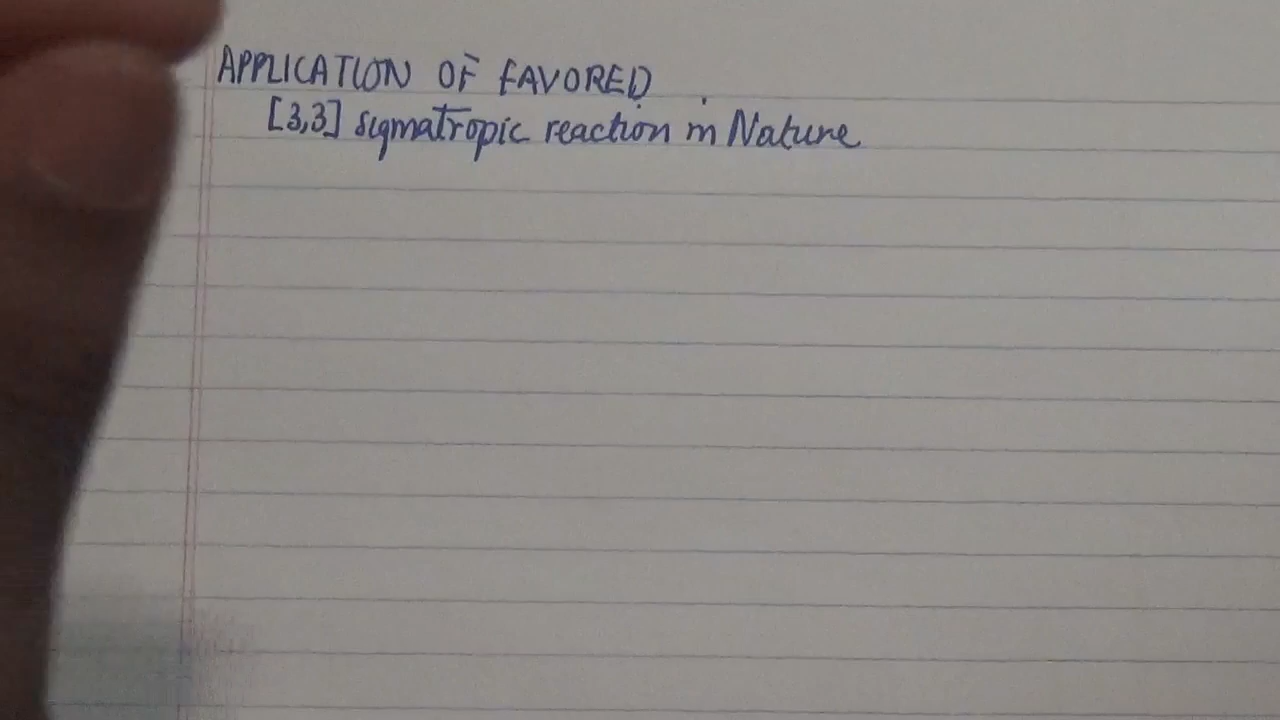 APPLICATION OF FAVORED
[3,3] sigmatropic reaction in Nature